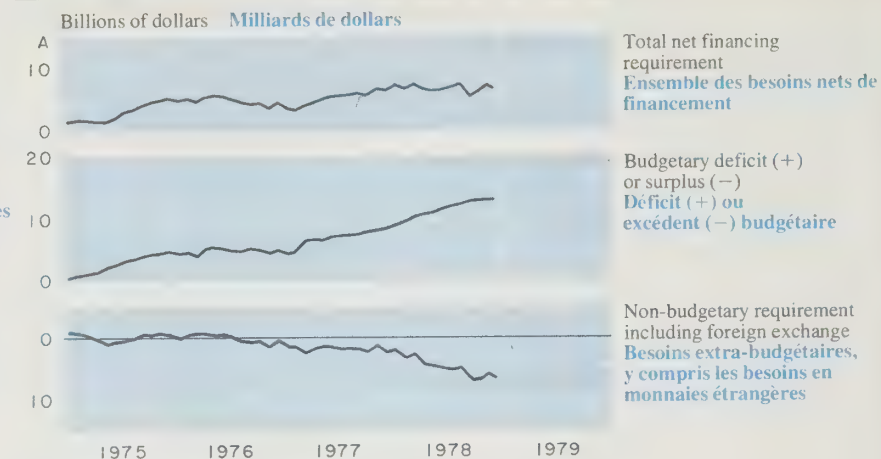 Billions of dollars Milliards de dollars
A
10
0
Total net financing
requirement
Ensemble des besoins nets de
financement
20
10
0
Budgetary deficit (+)
or surplus (−)
Déficit (+) ou
excédent (−) budgétaire
es
0
10
Non-budgetary requirement
including foreign exchange
Besoins extra-budgétaires,
y compris les besoins en
monnaies étrangères
1975 1976 1977 1978 1979